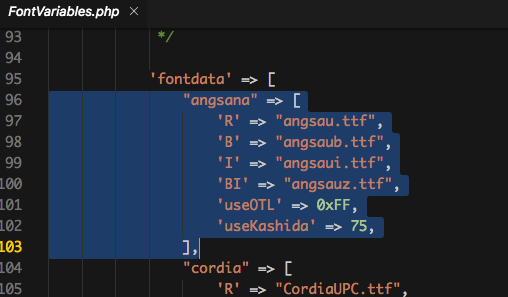 FontVariables.php ×
93 */
94
95 'fontdata' => [
96 "angsana" => [
97 'R' => "angsau.ttf",
98 'B' => "angsaub.ttf",
99 'I' => "angsaui.ttf",
100 'BI' => "angsauz.ttf",
101 'useOTL' => 0xFF,
102 'useKashida' => 75,
103 ],
104 "cordia" => [
105 'R' => "CordiaUPC.ttf",